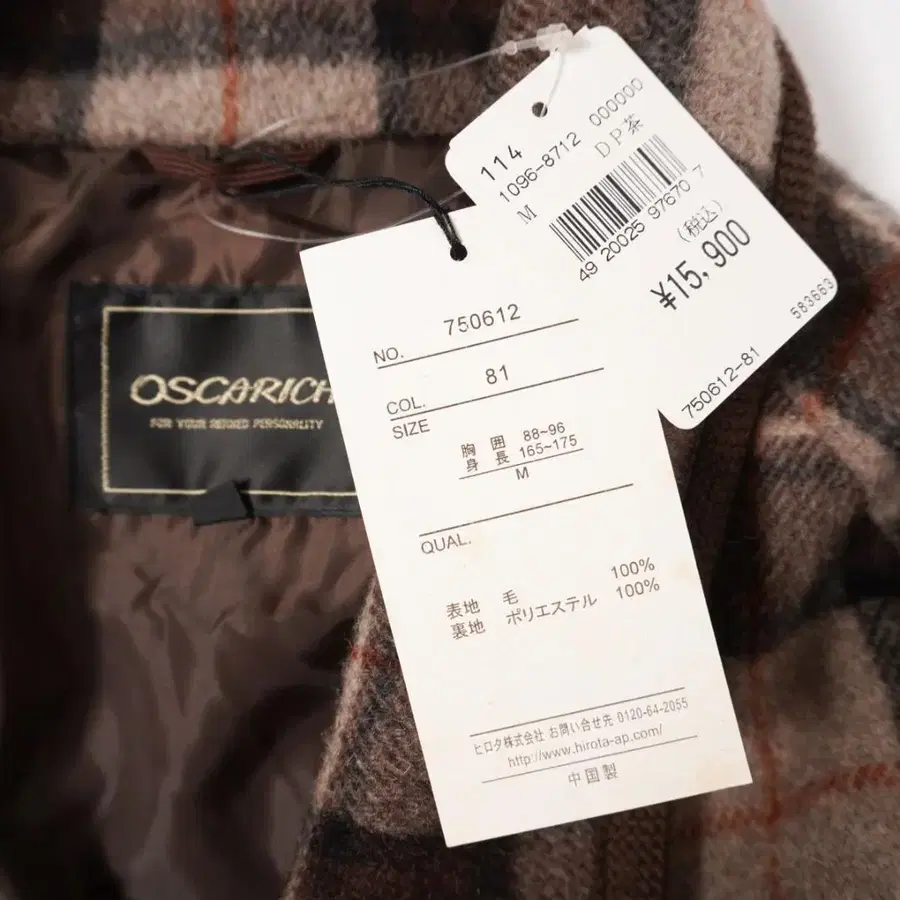 114
1096-8712 000000
M DP茶
49 20025 97670 7
(税込)
¥15,900
583663
750612-81
OSCARICH
FOR YOUR REFINED PERSONALITY
NO. 750612
COL. 81
SIZE
胸囲 88~96
身長 165~175
M
QUAL.
表地 毛 100%
裏地 ポリエステル 100%
ヒロタ株式会社 お問い合せ先 0120-64-2055
http://www.hirota-ap.com/
中国製